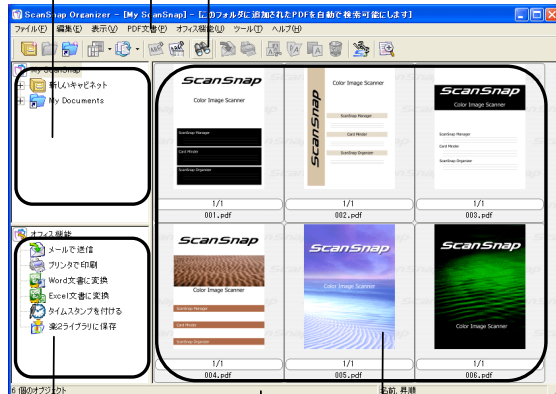 ScanSnap Organizer - [My ScanSnap] - [このフォルダに追加されたPDFを自動で検索可能にします]
ファイル(F) 編集(E) 表示(V) PDF文書(P) オフィス機能(U) ツール(T) ヘルプ(H)
My ScanSnap
新しいキャビネット
My Documents
ScanSnap
Color Image Scanner
ScanSnap Manager
Card Minder
ScanSnap Organizer
1/1
001.pdf
ScanSnap
Color Image Scanner
ScanSnap Manager
Card Minder
ScanSnap Organizer
1/1
002.pdf
ScanSnap
Color Image Scanner
ScanSnap Manager
Card Minder
ScanSnap Organizer
1/1
003.pdf
オフィス機能
メールで送信
プリンタで印刷
Word文書に変換
Excel文書に変換
タイムスタンプを付ける
楽2ライブラリに保存
ScanSnap
Color Image Scanner
ScanSnap Manager
Card Minder
ScanSnap Organizer
1/1
004.pdf
ScanSnap
Color Image Scanner
1/1
005.pdf
ScanSnap
Color Image Scanner
1/1
006.pdf
6 個のオブジェクト
名前, 昇順